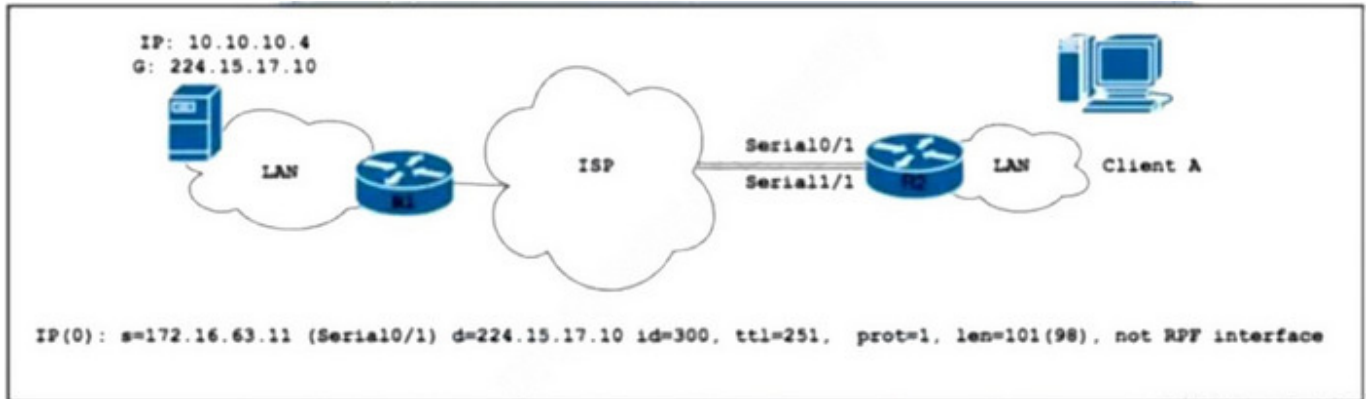 IP: 10.10.10.4
G: 224.15.17.10
LAN
R1
ISP
Serial0/1
Serial1/1
R2
LAN
Client A
IP(0): s=172.16.63.11 (Serial0/1) d=224.15.17.10 id=300, ttl=251, prot=1, len=101(98), not RPF interface